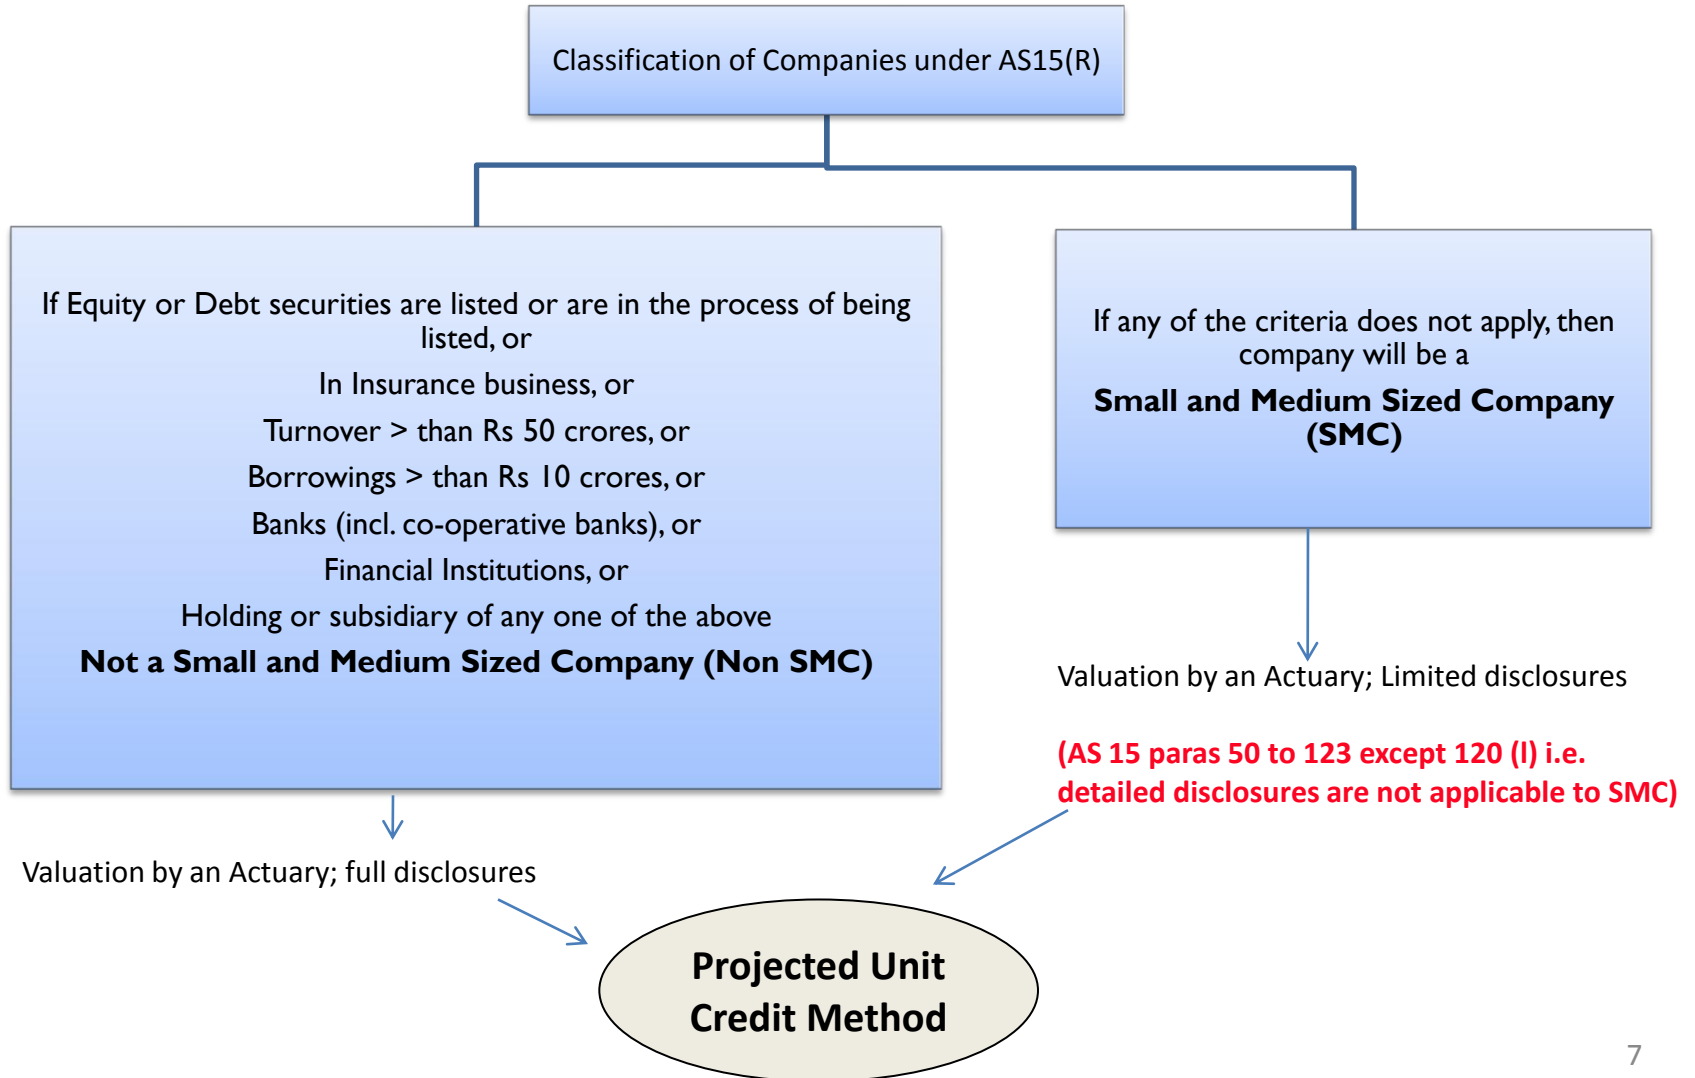 Classification of Companies under AS15(R)
If Equity or Debt securities are listed or are in the process of being
listed, or
In Insurance business, or
Turnover > than Rs 50 crores, or
Borrowings > than Rs 10 crores, or
Banks (incl. co-operative banks), or
Financial Institutions, or
Holding or subsidiary of any one of the above
Not a Small and Medium Sized Company (Non SMC)
If any of the criteria does not apply, then
company will be a
Small and Medium Sized Company
(SMC)
Valuation by an Actuary; Limited disclosures
(AS 15 paras 50 to 123 except 120 (l) i.e.
detailed disclosures are not applicable to SMC)
Valuation by an Actuary; full disclosures
Projected Unit
Credit Method
7